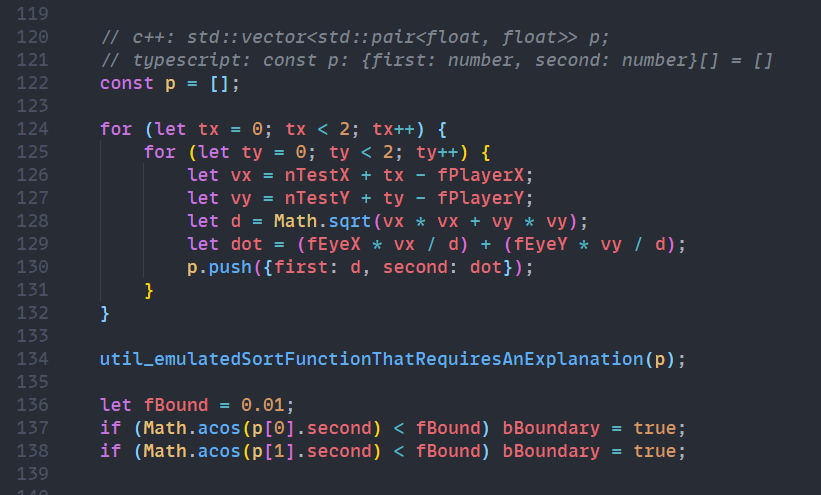 119
120 // c++: std::vector<std::pair<float, float>> p;
121 // typescript: const p: {first: number, second: number}[] = []
122 const p = [];
123
124 for (let tx = 0; tx < 2; tx++) {
125 for (let ty = 0; ty < 2; ty++) {
126 let vx = nTestX + tx - fPlayerX;
127 let vy = nTestY + ty - fPlayerY;
128 let d = Math.sqrt(vx * vx + vy * vy);
129 let dot = (fEyeX * vx / d) + (fEyeY * vy / d);
130 p.push({first: d, second: dot});
131 }
132 }
133
134 util_emulatedSortFunctionThatRequiresAnExplanation(p);
135
136 let fBound = 0.01;
137 if (Math.acos(p[0].second) < fBound) bBoundary = true;
138 if (Math.acos(p[1].second) < fBound) bBoundary = true;
139